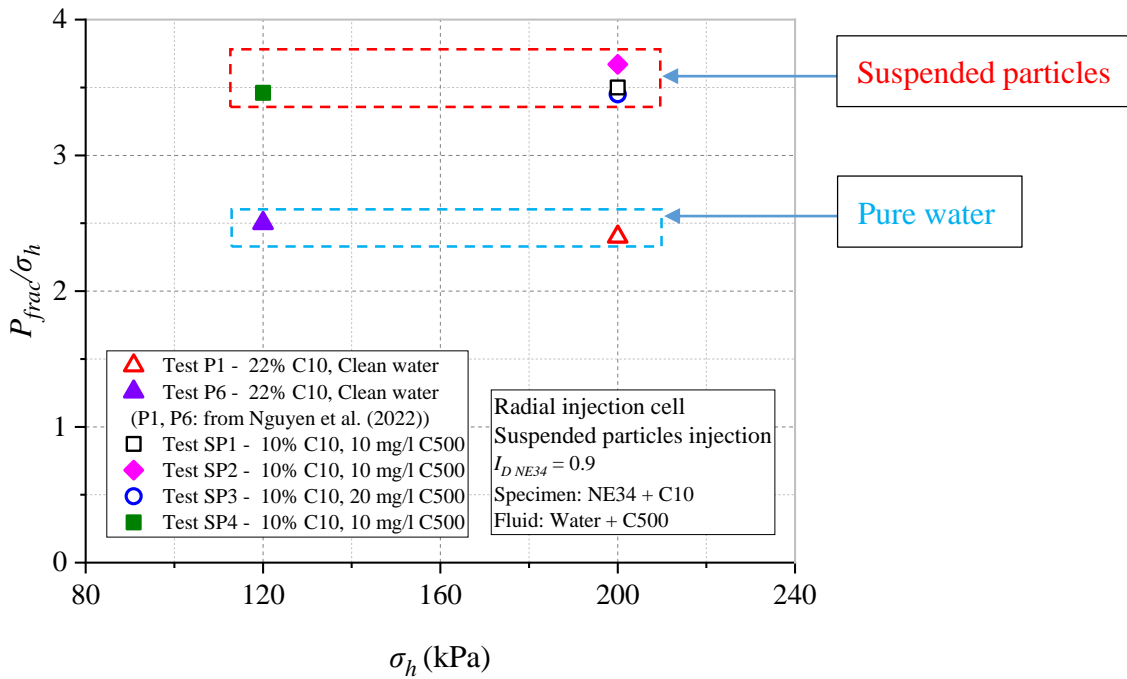 4
3
2
1
0
P_frac/σ_h
80
120
160
200
240
σ_h (kPa)
Suspended particles
Pure water
Test P1 - 22% C10, Clean water
Test P6 - 22% C10, Clean water
(P1, P6: from Nguyen et al. (2022))
Test SP1 - 10% C10, 10 mg/l C500
Test SP2 - 10% C10, 10 mg/l C500
Test SP3 - 10% C10, 20 mg/l C500
Test SP4 - 10% C10, 10 mg/l C500
Radial injection cell
Suspended particles injection
I_D NE34 = 0.9
Specimen: NE34 + C10
Fluid: Water + C500